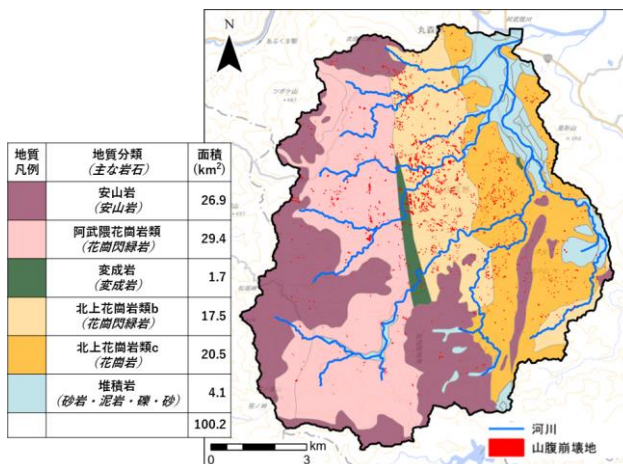 地質凡例 地質分類（主な岩石） 面積（km²）
安山岩（安山岩） 26.9
阿武隈花崗岩類（花崗閃緑岩） 29.4
変成岩（変成岩） 1.7
北上花崗岩類b（花崗閃緑岩） 17.5
北上花崗岩類c（花崗岩） 20.5
堆積岩（砂岩・泥岩・礫・砂） 4.1
100.2
N
丸森
0 3
km
河川
山腹崩壊地